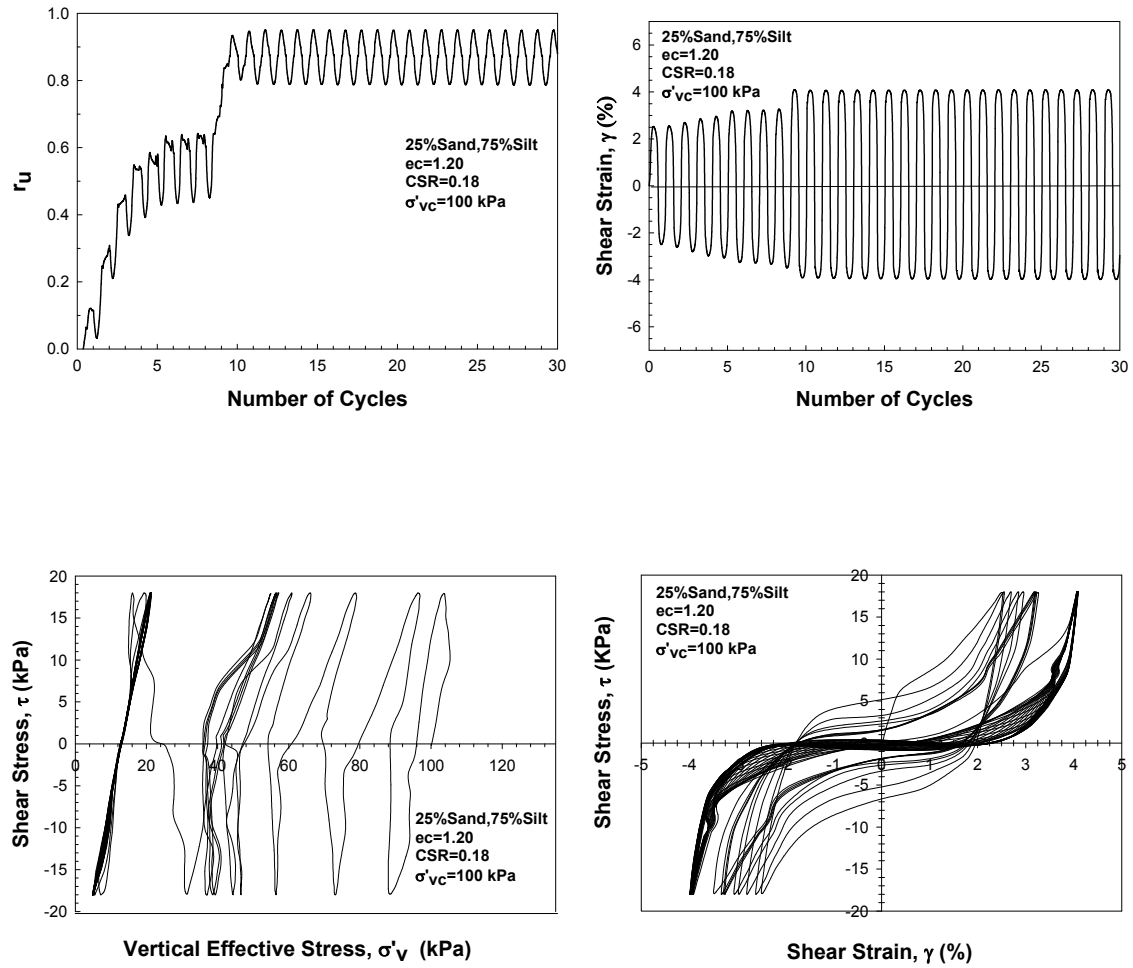 1.0
0.8
0.6
0.4
0.2
0.0
r_u
25%Sand,75%Silt
ec=1.20
CSR=0.18
σ'vc=100 kPa
0 5 10 15 20 25 30
Number of Cycles
6
4
2
0
-2
-4
-6
Shear Strain, γ (%)
25%Sand,75%Silt
ec=1.20
CSR=0.18
σ'vc=100 kPa
0 5 10 15 20 25 30
Number of Cycles
20
15
10
5
0
-5
-10
-15
-20
Shear Stress, τ (kPa)
0 20 40 60 80 100 120
25%Sand,75%Silt
ec=1.20
CSR=0.18
σ'vc=100 kPa
Vertical Effective Stress, σ'v (kPa)
20
15
10
5
0
-5
-10
-15
-20
Shear Stress, τ (KPa)
25%Sand,75%Silt
ec=1.20
CSR=0.18
σ'vc=100 kPa
-5 -4 -3 -2 -1 0 1 2 3 4 5
Shear Strain, γ (%)